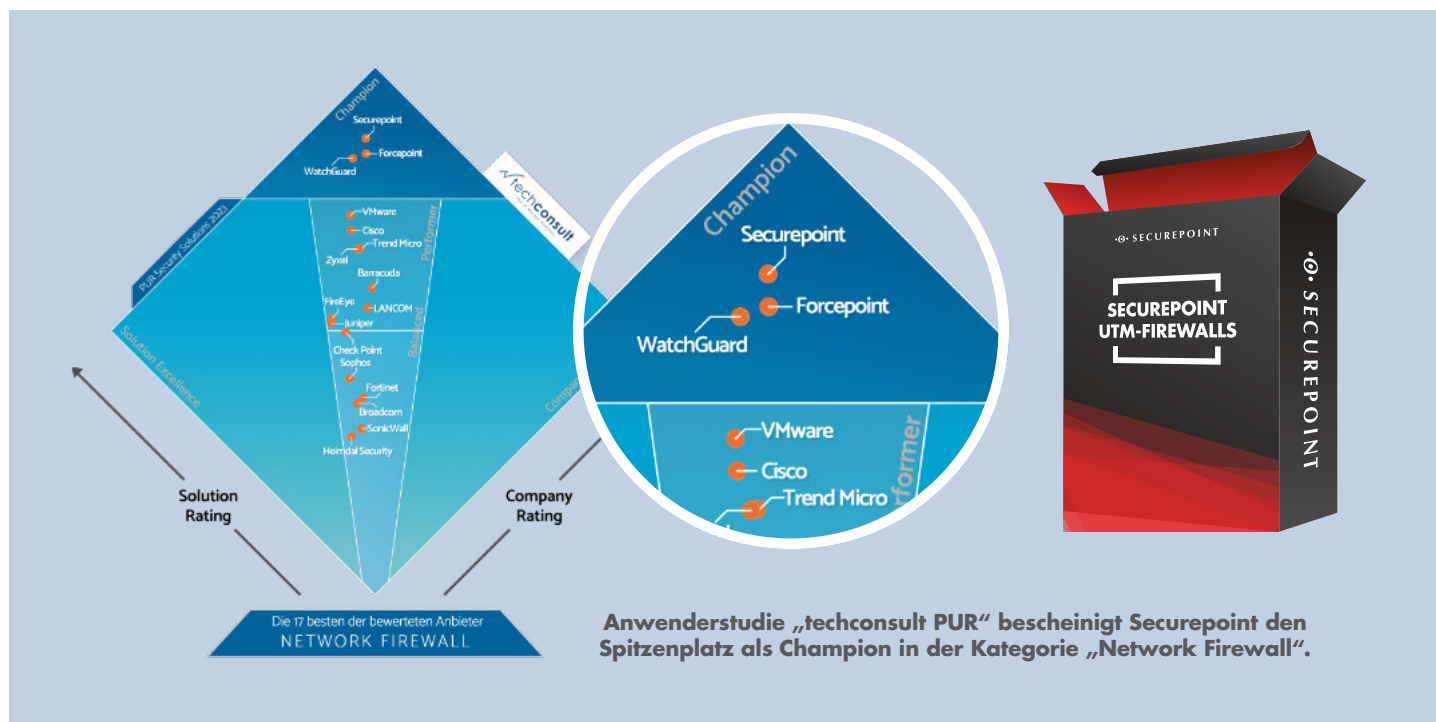 Champion
Securepoint
Forcepoint
WatchGuard
techconsult
PUR Security Solutions 2023
VMware
Performer
Cisco
Trend Micro
Zyxel
Barracuda
FireEye
LANCOM
Juniper
Balanced
Check Point
Sophos
Fortinet
Broadcom
SonicWall
Heimdal Security
Solution Excellence
Solution
Rating
Company
Rating
Die 17 besten der bewerteten Anbieter
NETWORK FIREWALL
Champion
Securepoint
Forcepoint
WatchGuard
VMware
Cisco
Trend Micro
rformer
SECUREPOINT
SECUREPOINT
UTM-FIREWALLS
SECUREPOINT
Anwenderstudie „techconsult PUR“ bescheinigt Securepoint den
Spitzenplatz als Champion in der Kategorie „Network Firewall“.